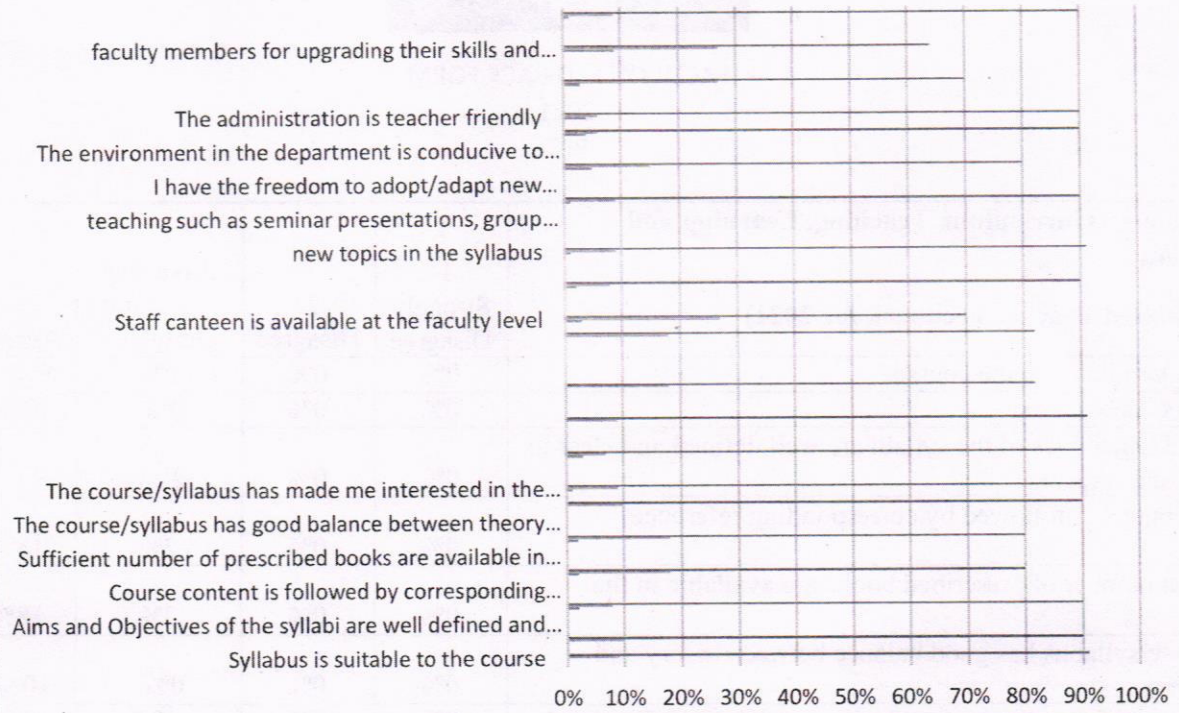 faculty members for upgrading their skills and...
The administration is teacher friendly
The environment in the department is conducive to...
I have the freedom to adopt/adapt new...
teaching such as seminar presentations, group...
new topics in the syllabus
Staff canteen is available at the faculty level
The course/syllabus has made me interested in the...
The course/syllabus has good balance between theory...
Sufficient number of prescribed books are available in...
Course content is followed by corresponding...
Aims and Objectives of the syllabi are well defined and...
Syllabus is suitable to the course
0% 10% 20% 30% 40% 50% 60% 70% 80% 90% 100%